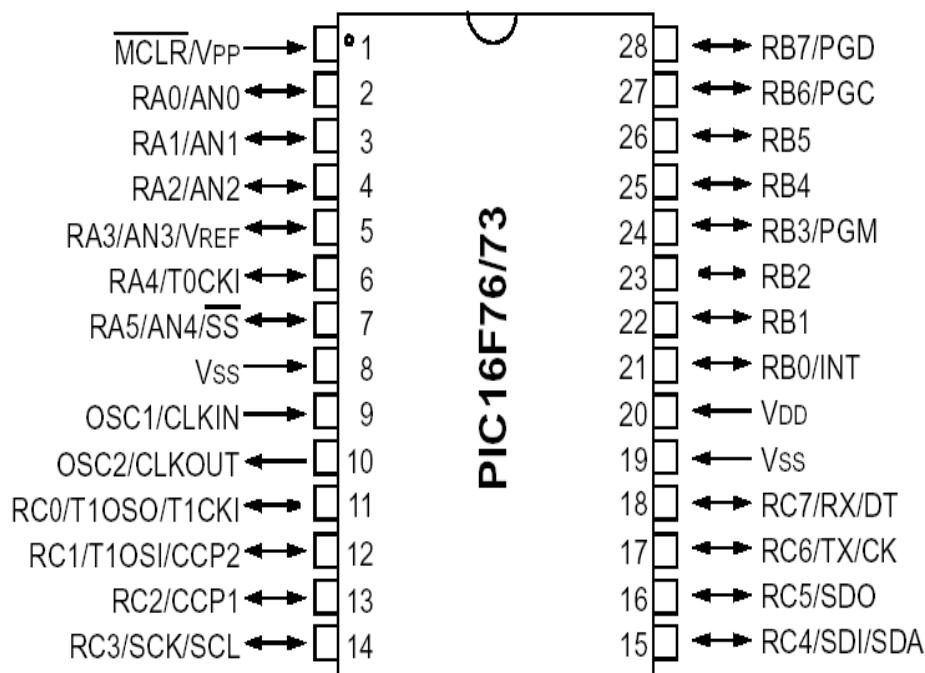 MCLR/VPP 1 28 RB7/PGD
RA0/AN0 2 27 RB6/PGC
RA1/AN1 3 26 RB5
RA2/AN2 4 25 RB4
RA3/AN3/VREF 5 24 RB3/PGM
RA4/T0CKI 6 23 RB2
RA5/AN4/SS 7 22 RB1
VSS 8 21 RB0/INT
OSC1/CLKIN 9 20 VDD
OSC2/CLKOUT 10 19 VSS
RC0/T1OSO/T1CKI 11 18 RC7/RX/DT
RC1/T1OSI/CCP2 12 17 RC6/TX/CK
RC2/CCP1 13 16 RC5/SDO
RC3/SCK/SCL 14 15 RC4/SDI/SDA
PIC16F76/73